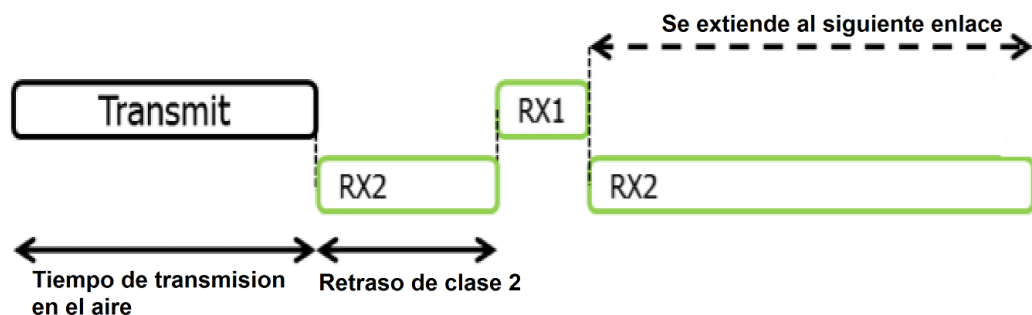 Se extiende al siguiente enlace
Transmit
RX1
RX2
RX2
Tiempo de transmision
en el aire
Retraso de clase 2